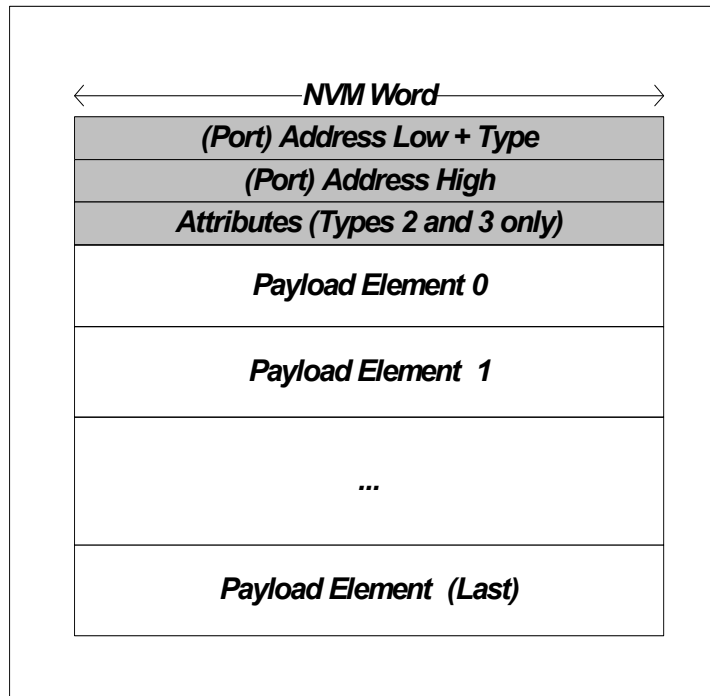 NVM Word
(Port) Address Low + Type
(Port) Address High
Attributes (Types 2 and 3 only)
Payload Element 0
Payload Element 1
...
Payload Element (Last)